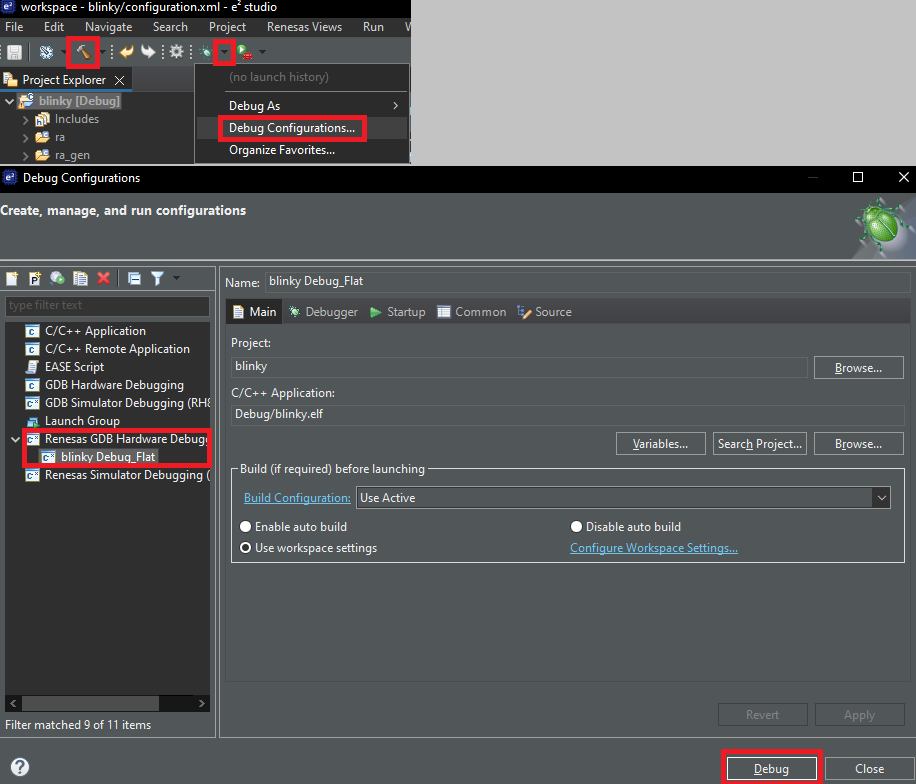 workspace - blinky/configuration.xml - e² studio
File Edit Navigate Search Project Renesas Views Run
Project Explorer
(no launch history)
blinky [Debug]
Debug As
Includes
Debug Configurations...
ra
Organize Favorites...
ra_gen
Debug Configurations
Create, manage, and run configurations
Name: blinky Debug_Flat
type filter text
Main Debugger Startup Common Source
C/C++ Application
C/C++ Remote Application
EASE Script
GDB Hardware Debugging
GDB Simulator Debugging (RH8
Launch Group
Renesas GDB Hardware Debugg
blinky Debug_Flat
Renesas Simulator Debugging (
Project:
blinky
Browse...
C/C++ Application:
Debug/blinky.elf
Variables... Search Project... Browse...
Build (if required) before launching
Build Configuration: Use Active
Enable auto build Disable auto build
Use workspace settings Configure Workspace Settings...
Revert Apply
Filter matched 9 of 11 items
Debug Close